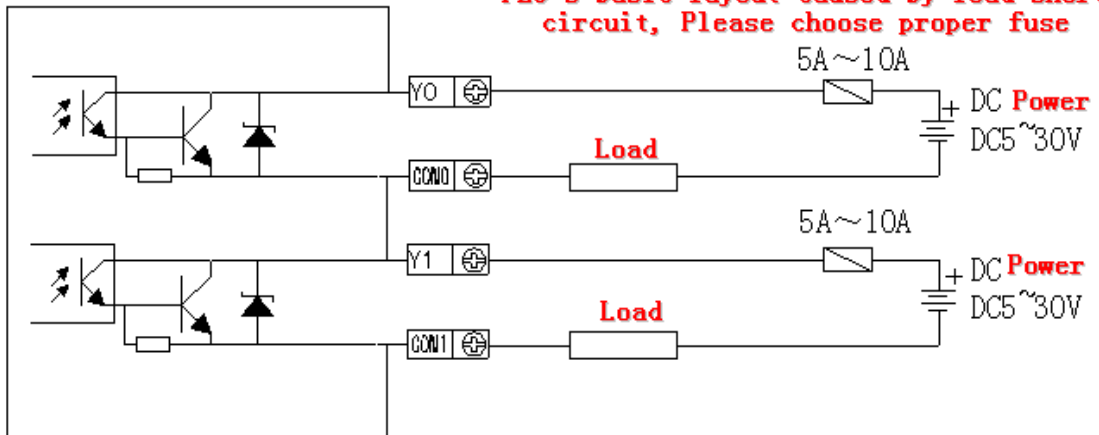 circuit, Please choose proper fuse
5A～10A
Y0
+ DC Power
DC5~30V
Load
CON0
5A～10A
Y1
+ DC Power
DC5~30V
Load
CON1